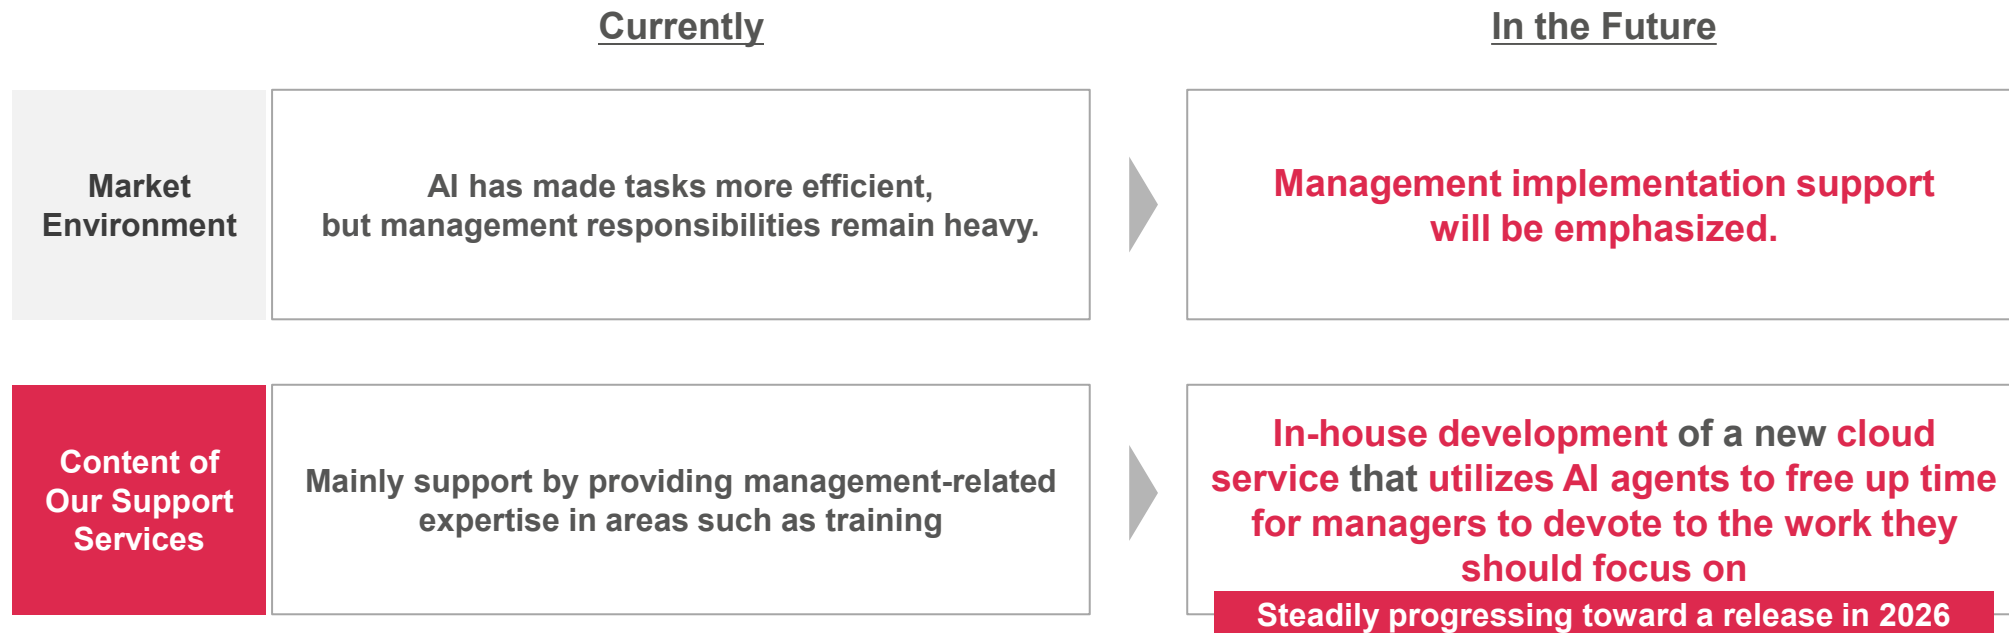 Currently
In the Future
Market
Environment
AI has made tasks more efficient,
but management responsibilities remain heavy.
Management implementation support
will be emphasized.
Content of
Our Support
Services
Mainly support by providing management-related
expertise in areas such as training
In-house development of a new cloud
service that utilizes AI agents to free up time
for managers to devote to the work they
should focus on
Steadily progressing toward a release in 2026